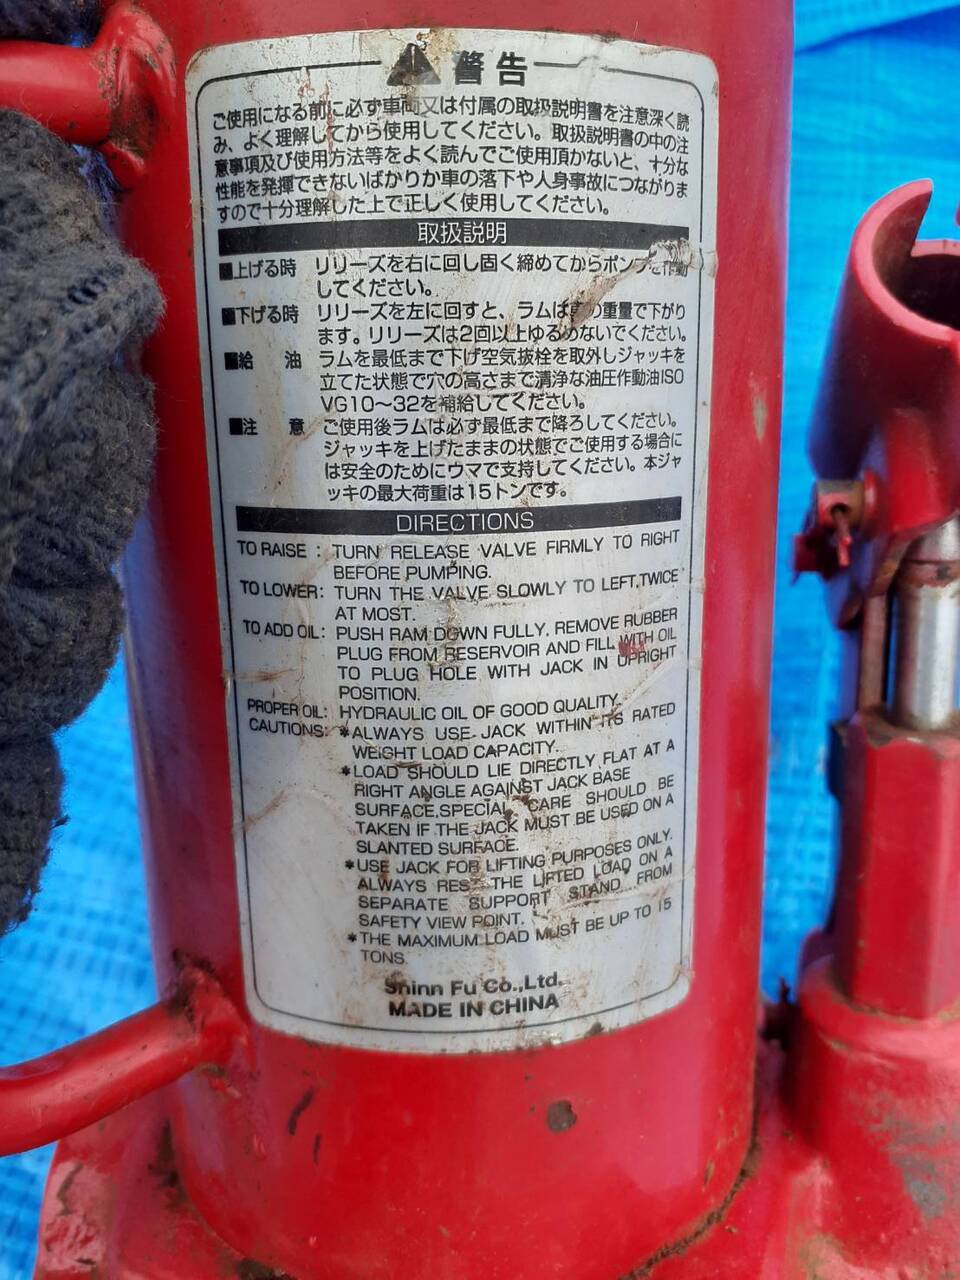 警告
ご使用になる前に必ず車両又は付属の取扱説明書を注意深く読
み、よく理解してから使用してください。取扱説明書の中の注
意事項及び使用方法等をよく読んでご使用頂かないと、十分な
性能を発揮できないばかりか車の落下や人身事故につながりま
すので十分理解した上で正しく使用してください。
取扱説明
■上げる時 リリーズを右に回し固く締めてからポンプを作動
してください。
■下げる時 リリーズを左に回すと、ラムは車の重量で下がり
ます。リリーズは2回以上ゆるめないでください。
■給油 ラムを最低まで下げ空気抜栓を取外しジャッキを
立てた状態で穴の高さまで清浄な油圧作動油ISO
VG10〜32を補給してください。
■注意 ご使用後ラムは必ず最低まで降ろしてください。
ジャッキを上げたままの状態でご使用する場合に
は安全のためにウマで支持してください。本ジャ
ッキの最大荷重は15トンです。
DIRECTIONS
TO RAISE : TURN RELEASE VALVE FIRMLY TO RIGHT
BEFORE PUMPING.
TO LOWER: TURN THE VALVE SLOWLY TO LEFT,TWICE
AT MOST.
TO ADD OIL: PUSH RAM DOWN FULLY, REMOVE RUBBER
PLUG FROM RESERVOIR AND FILL WITH OIL
TO PLUG HOLE WITH JACK IN UPRIGHT
POSITION.
PROPER OIL: HYDRAULIC OIL OF GOOD QUALITY.
CAUTIONS: *ALWAYS USE JACK WITHIN ITS RATED
WEIGHT LOAD CAPACITY.
*LOAD SHOULD LIE DIRECTLY FLAT AT A
RIGHT ANGLE AGAINST JACK BASE
SURFACE,SPECIAL CARE SHOULD BE
TAKEN IF THE JACK MUST BE USED ON A
SLANTED SURFACE.
*USE JACK FOR LIFTING PURPOSES ONLY.
ALWAYS REST THE LIFTED LOAD ON A
SEPARATE SUPPORT STAND FROM
SAFETY VIEW POINT.
*THE MAXIMUM LOAD MUST BE UP TO 15
TONS.
Shinn Fu Co.,Ltd.
MADE IN CHINA